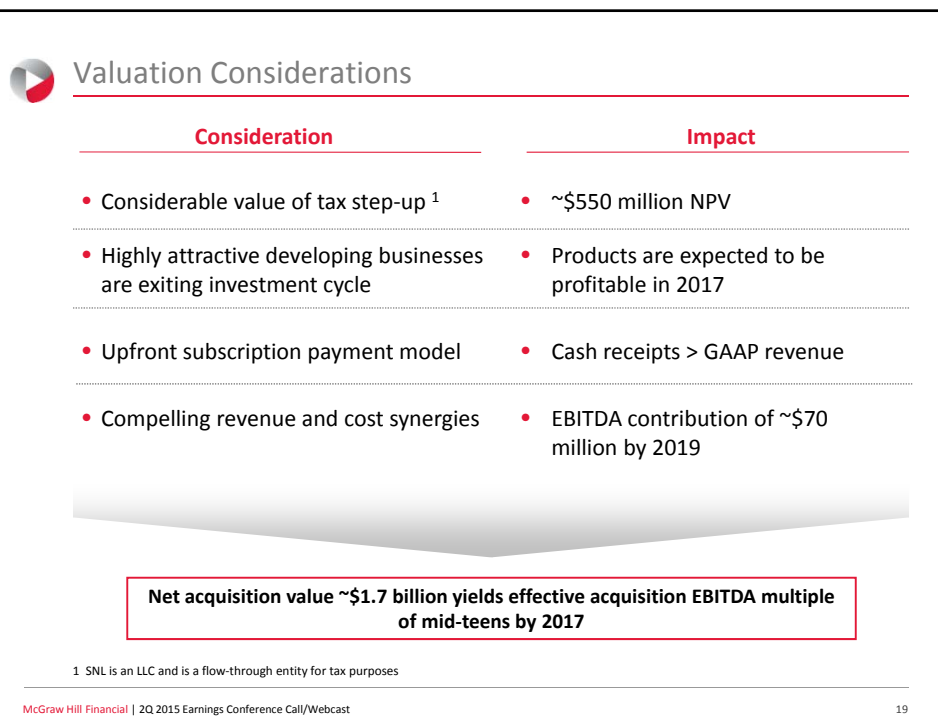 Valuation Considerations
Consideration
Impact
• Considerable value of tax step-up 1
• ~$550 million NPV
• Highly attractive developing businesses
are exiting investment cycle
• Products are expected to be
profitable in 2017
• Upfront subscription payment model
• Cash receipts > GAAP revenue
• Compelling revenue and cost synergies
• EBITDA contribution of ~$70
million by 2019
Net acquisition value ~$1.7 billion yields effective acquisition EBITDA multiple
of mid-teens by 2017
1 SNL is an LLC and is a flow-through entity for tax purposes
McGraw Hill Financial | 2Q 2015 Earnings Conference Call/Webcast
19